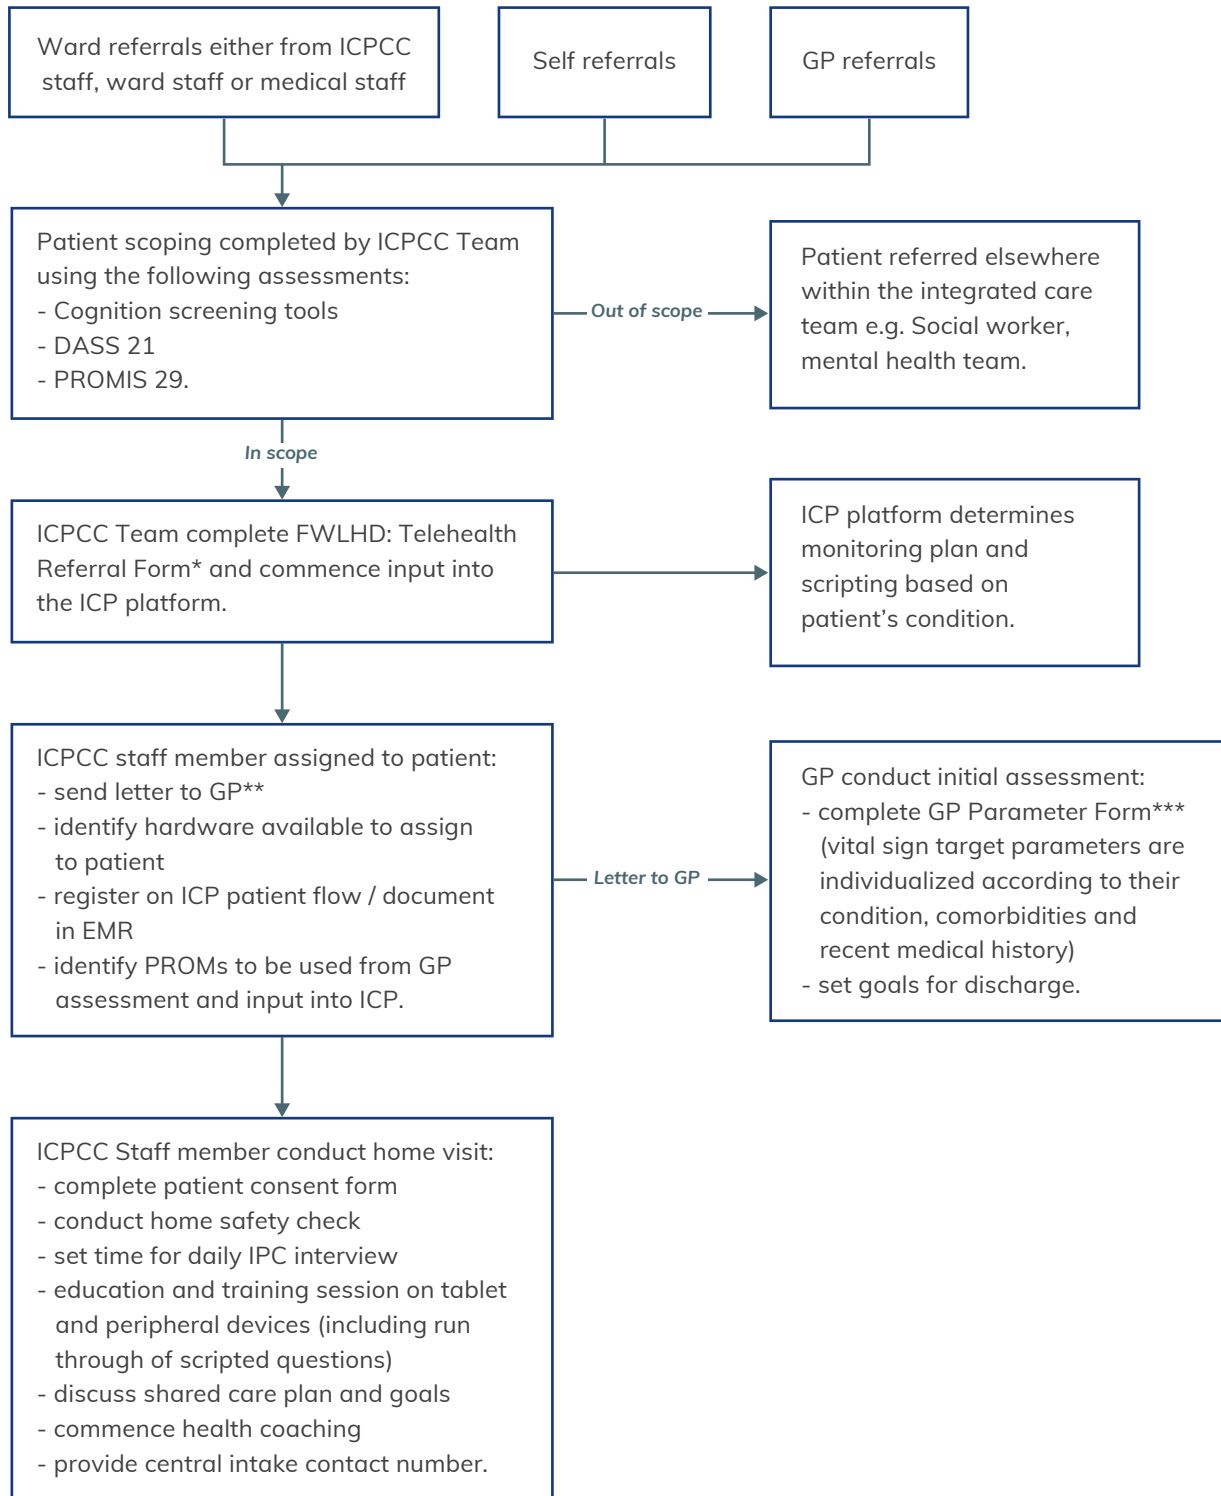 Ward referrals either from ICPCC
staff, ward staff or medical staff
Self referrals
GP referrals
Patient scoping completed by ICPCC Team
using the following assessments:
- Cognition screening tools
- DASS 21
- PROMIS 29.
Out of scope
Patient referred elsewhere
within the integrated care
team e.g. Social worker,
mental health team.
In scope
ICPCC Team complete FWLHD: Telehealth
Referral Form* and commence input into
the ICP platform.
ICP platform determines
monitoring plan and
scripting based on
patient’s condition.
ICPCC staff member assigned to patient:
- send letter to GP**
- identify hardware available to assign
to patient
- register on ICP patient flow / document
in EMR
- identify PROMs to be used from GP
assessment and input into ICP.
Letter to GP
GP conduct initial assessment:
- complete GP Parameter Form***
(vital sign target parameters are
individualized according to their
condition, comorbidities and
recent medical history)
- set goals for discharge.
ICPCC Staff member conduct home visit:
- complete patient consent form
- conduct home safety check
- set time for daily IPC interview
- education and training session on tablet
and peripheral devices (including run
through of scripted questions)
- discuss shared care plan and goals
- commence health coaching
- provide central intake contact number.